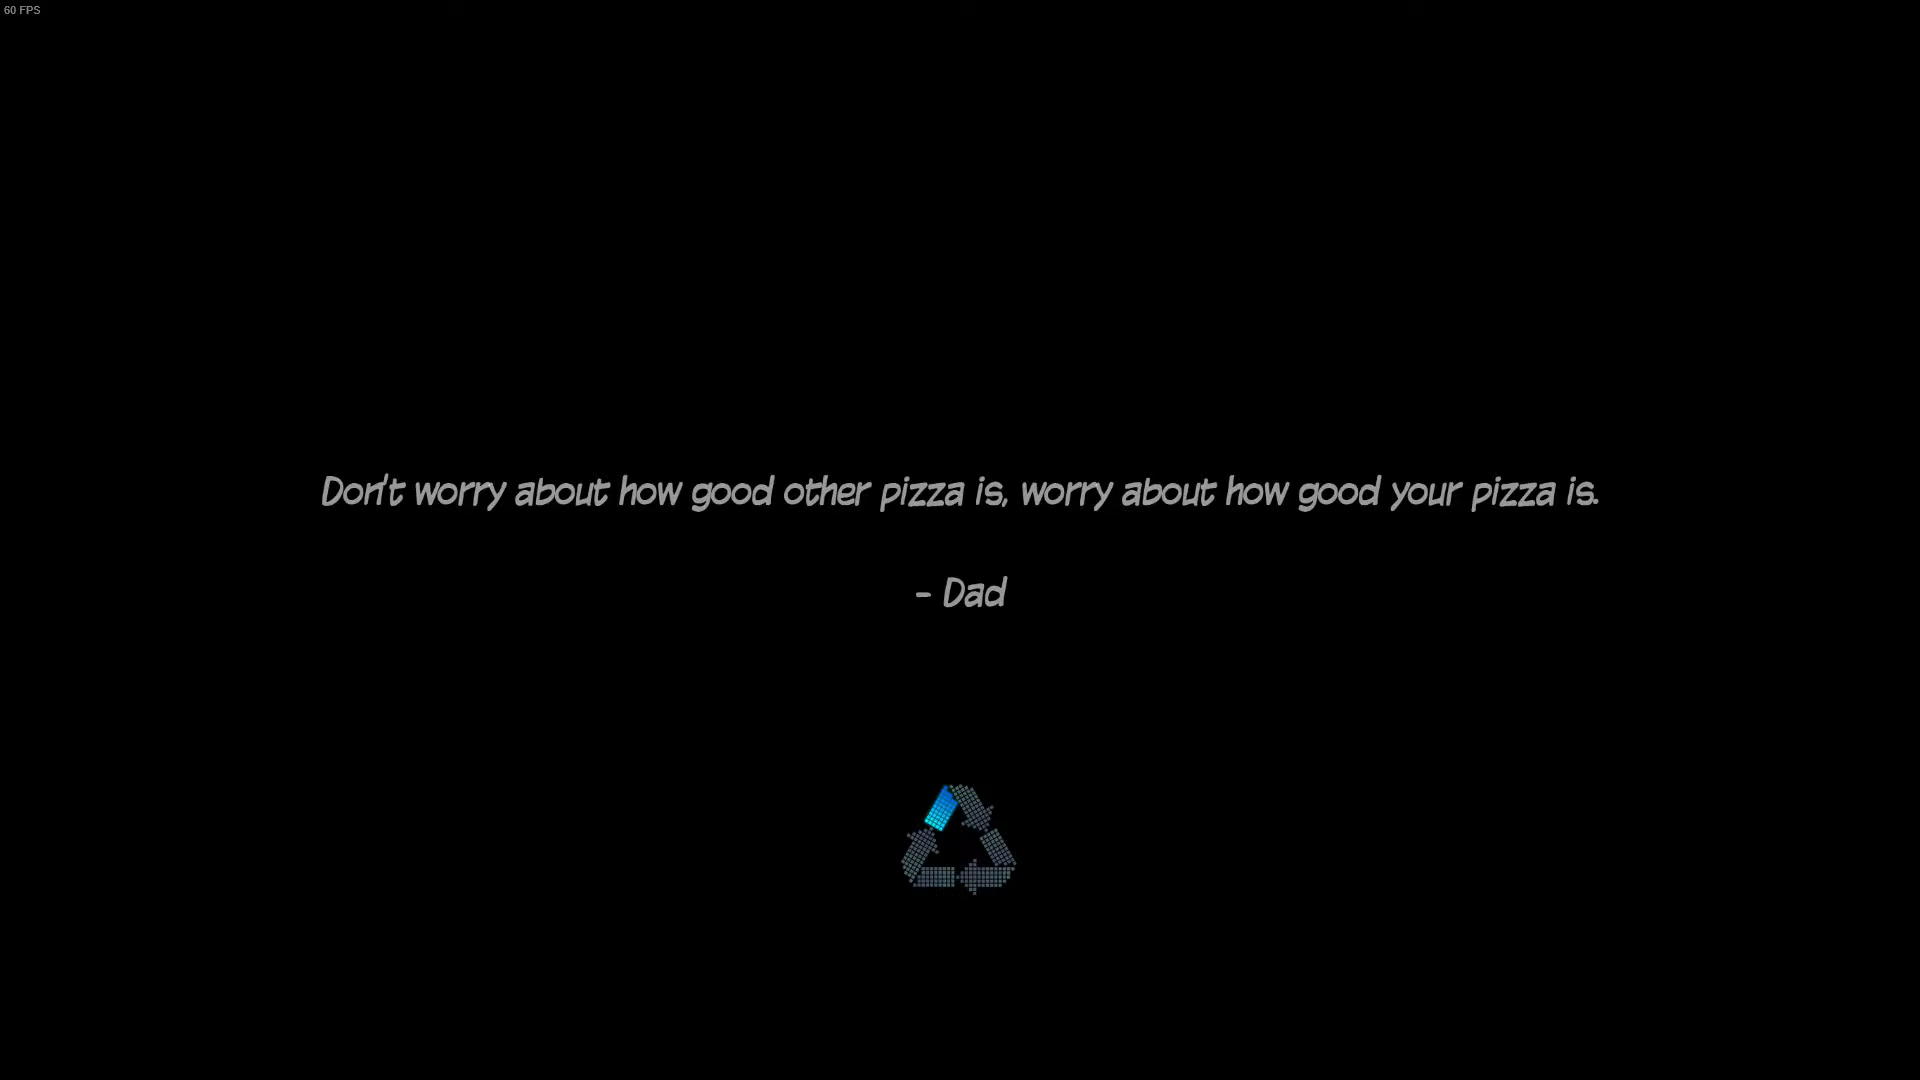 60 FPS
Don't worry about how good other pizza is, worry about how good your pizza is.
- Dad